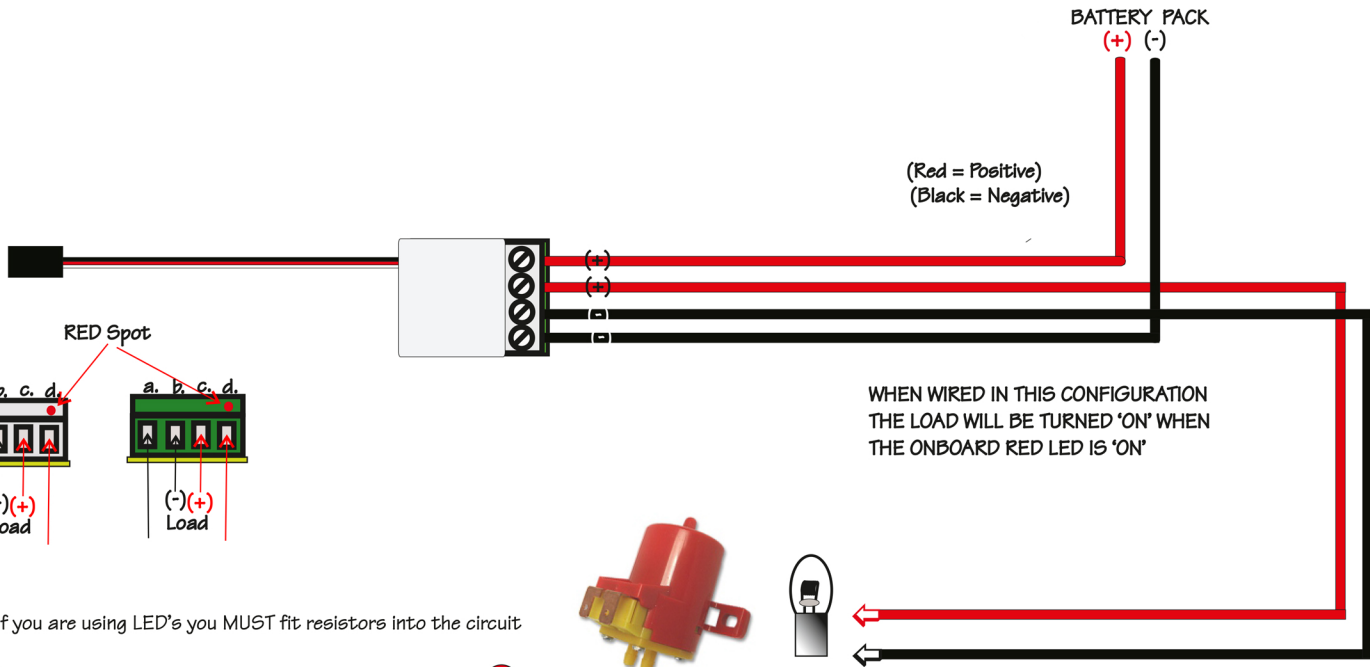 BATTERY PACK
(+) (-)
(Red = Positive)
(Black = Negative)
(+)
(+)
(-)
(-)
RED Spot
c. d.
a. b. c. d.
(+)
(-) (+)
Load
WHEN WIRED IN THIS CONFIGURATION
THE LOAD WILL BE TURNED ‘ON’ WHEN
THE ONBOARD RED LED IS ‘ON’
f you are using LED’s you MUST fit resistors into the circuit